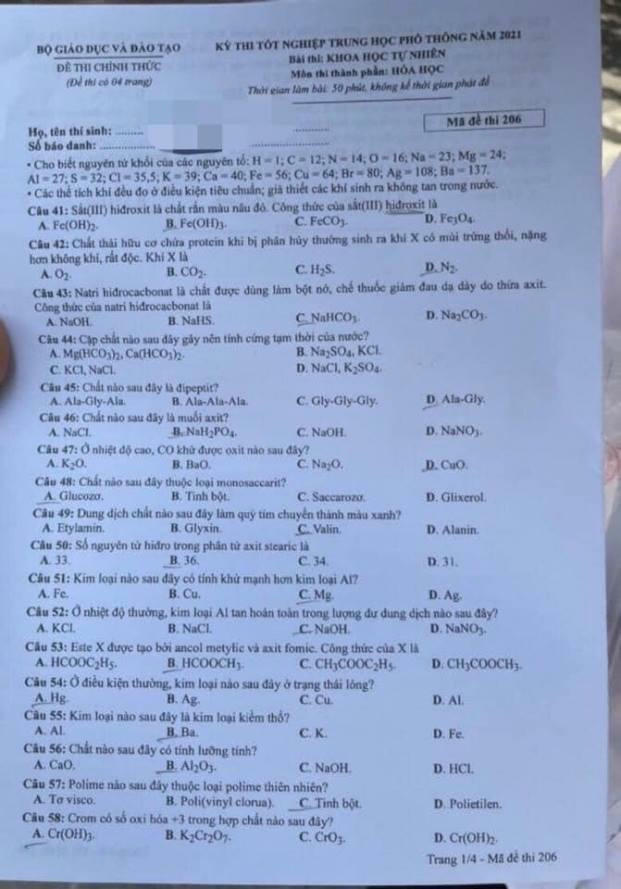 BỘ GIÁO DỤC VÀ ĐÀO TẠO
ĐỀ THI CHÍNH THỨC
(Đề thi có 04 trang)
KỲ THI TỐT NGHIỆP TRUNG HỌC PHỔ THÔNG NĂM 2021
Bài thi: KHOA HỌC TỰ NHIÊN
Môn thi thành phần: HÓA HỌC
Thời gian làm bài: 50 phút, không kể thời gian phát đề
Họ, tên thí sinh: ..........
Số báo danh: ..........
Mã đề thi 206
• Cho biết nguyên tử khối của các nguyên tố: H = 1; C = 12; N = 14; O = 16; Na = 23; Mg = 24;
Al = 27; S = 32; Cl = 35,5; K = 39; Ca = 40; Fe = 56; Cu = 64; Br = 80; Ag = 108; Ba = 137.
• Các thể tích khí đều đo ở điều kiện tiêu chuẩn; giả thiết các khí sinh ra không tan trong nước.
Câu 41: Sắt(III) hiđroxit là chất rắn màu nâu đỏ. Công thức của sắt(III) hiđroxit là
A. Fe(OH)₂. B. Fe(OH)₃. C. FeCO₃. D. Fe₃O₄.
Câu 42: Chất thải hữu cơ chứa protein khi bị phân hủy thường sinh ra khí X có mùi trứng thối, nặng
hơn không khí, rất độc. Khí X là
A. O₂. B. CO₂. C. H₂S. D. N₂.
Câu 43: Natri hiđrocacbonat là chất được dùng làm bột nở, chế thuốc giảm đau dạ dày do thừa axit.
Công thức của natri hiđrocacbonat là
A. NaOH. B. NaHS. C. NaHCO₃. D. Na₂CO₃.
Câu 44: Cặp chất nào sau đây gây nên tính cứng tạm thời của nước?
A. Mg(HCO₃)₂, Ca(HCO₃)₂. B. Na₂SO₄, KCl.
C. KCl, NaCl. D. NaCl, K₂SO₄.
Câu 45: Chất nào sau đây là đipeptit?
A. Ala-Gly-Ala. B. Ala-Ala-Ala. C. Gly-Gly-Gly. D. Ala-Gly.
Câu 46: Chất nào sau đây là muối axit?
A. NaCl. B. NaH₂PO₄. C. NaOH. D. NaNO₃.
Câu 47: Ở nhiệt độ cao, CO khử được oxit nào sau đây?
A. K₂O. B. BaO. C. Na₂O. D. CuO.
Câu 48: Chất nào sau đây thuộc loại monosaccarit?
A. Glucozơ. B. Tinh bột. C. Saccarozơ. D. Glixerol.
Câu 49: Dung dịch chất nào sau đây làm quỳ tím chuyển thành màu xanh?
A. Etylamin. B. Glyxin. C. Valin. D. Alanin.
Câu 50: Số nguyên tử hiđro trong phân tử axit stearic là
A. 33. B. 36. C. 34. D. 31.
Câu 51: Kim loại nào sau đây có tính khử mạnh hơn kim loại Al?
A. Fe. B. Cu. C. Mg. D. Ag.
Câu 52: Ở nhiệt độ thường, kim loại Al tan hoàn toàn trong lượng dư dung dịch nào sau đây?
A. KCl. B. NaCl. C. NaOH. D. NaNO₃.
Câu 53: Este X được tạo bởi ancol metylic và axit fomic. Công thức của X là
A. HCOOC₂H₅. B. HCOOCH₃. C. CH₃COOC₂H₅. D. CH₃COOCH₃.
Câu 54: Ở điều kiện thường, kim loại nào sau đây ở trạng thái lỏng?
A. Hg. B. Ag. C. Cu. D. Al.
Câu 55: Kim loại nào sau đây là kim loại kiềm thổ?
A. Al. B. Ba. C. K. D. Fe.
Câu 56: Chất nào sau đây có tính lưỡng tính?
A. CaO. B. Al₂O₃. C. NaOH. D. HCl.
Câu 57: Polime nào sau đây thuộc loại polime thiên nhiên?
A. Tơ visco. B. Poli(vinyl clorua). C. Tinh bột. D. Polietilen.
Câu 58: Crom có số oxi hóa +3 trong hợp chất nào sau đây?
A. Cr(OH)₃. B. K₂Cr₂O₇. C. CrO₃. D. Cr(OH)₂.
Trang 1/4 - Mã đề thi 206